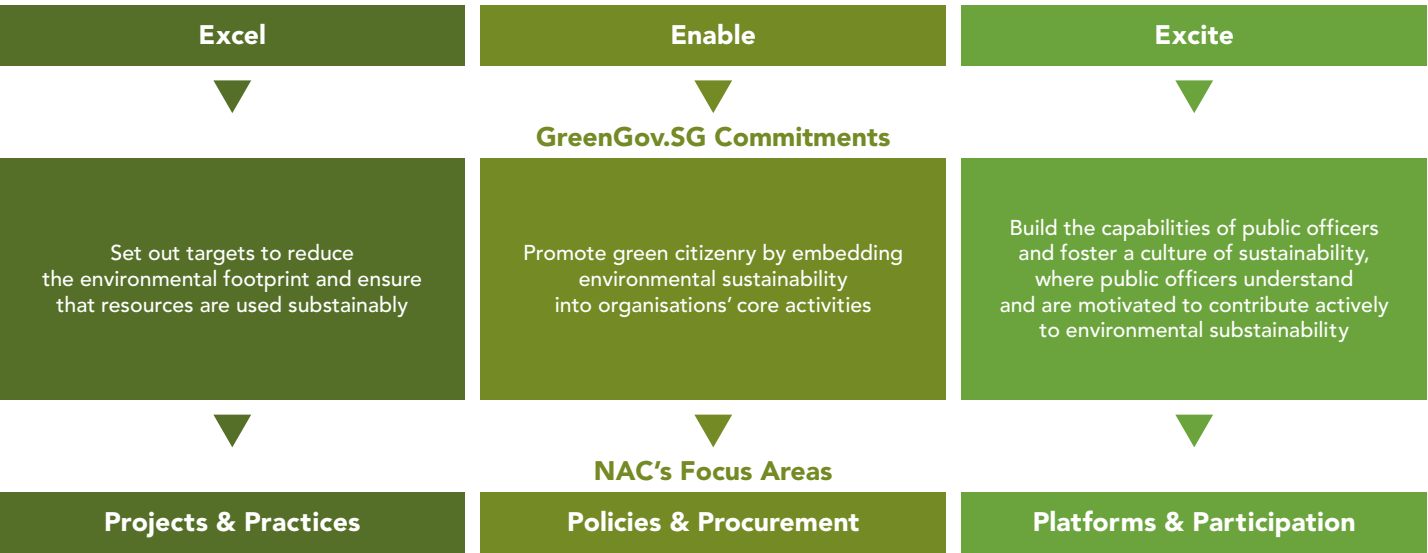 Excel
Enable
Excite
GreenGov.SG Commitments
Set out targets to reduce
the environmental footprint and ensure
that resources are used substainably
Promote green citizenry by embedding
environmental sustainability
into organisations' core activities
Build the capabilities of public officers
and foster a culture of sustainability,
where public officers understand
and are motivated to contribute actively
to environmental substainability
NAC's Focus Areas
Projects & Practices
Policies & Procurement
Platforms & Participation